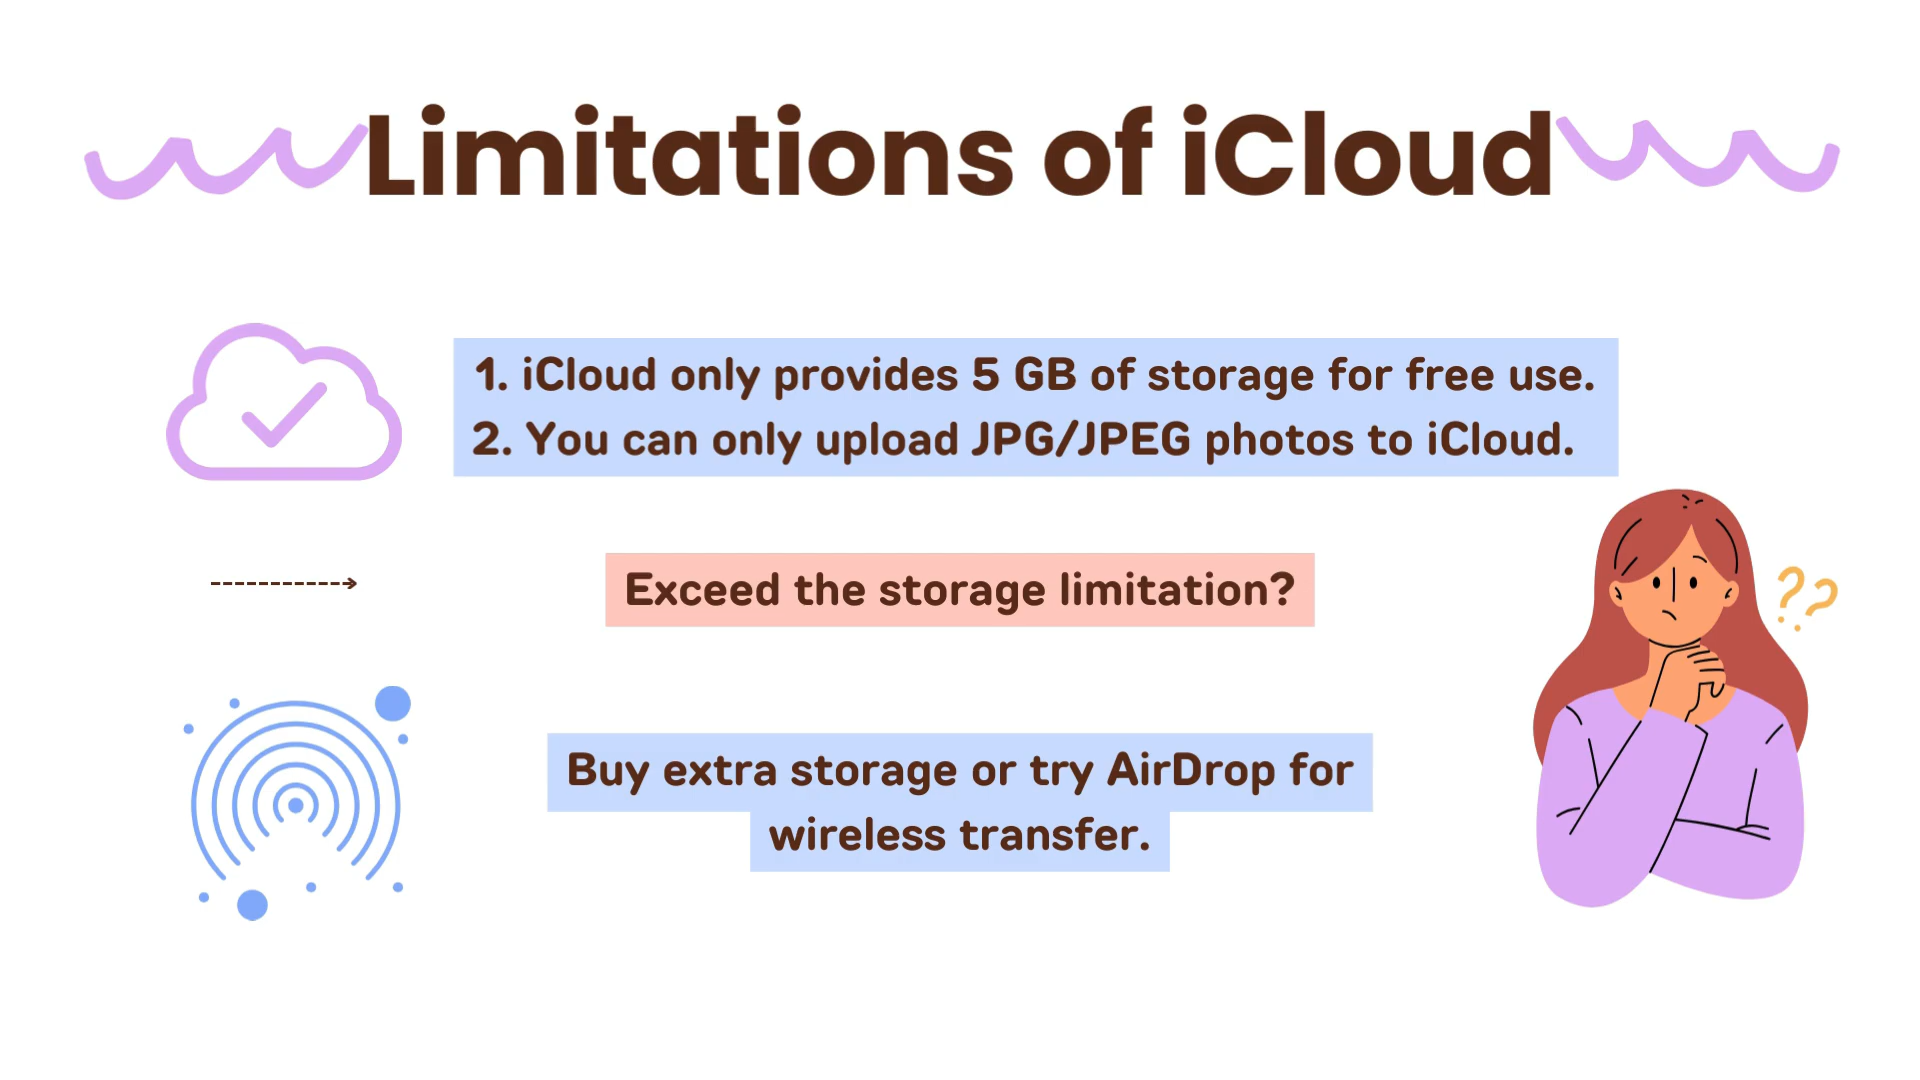 Limitations of iCloud
1. iCloud only provides 5 GB of storage for free use.
2. You can only upload JPG/JPEG photos to iCloud.
Exceed the storage limitation?
??
Buy extra storage or try AirDrop for
wireless transfer.